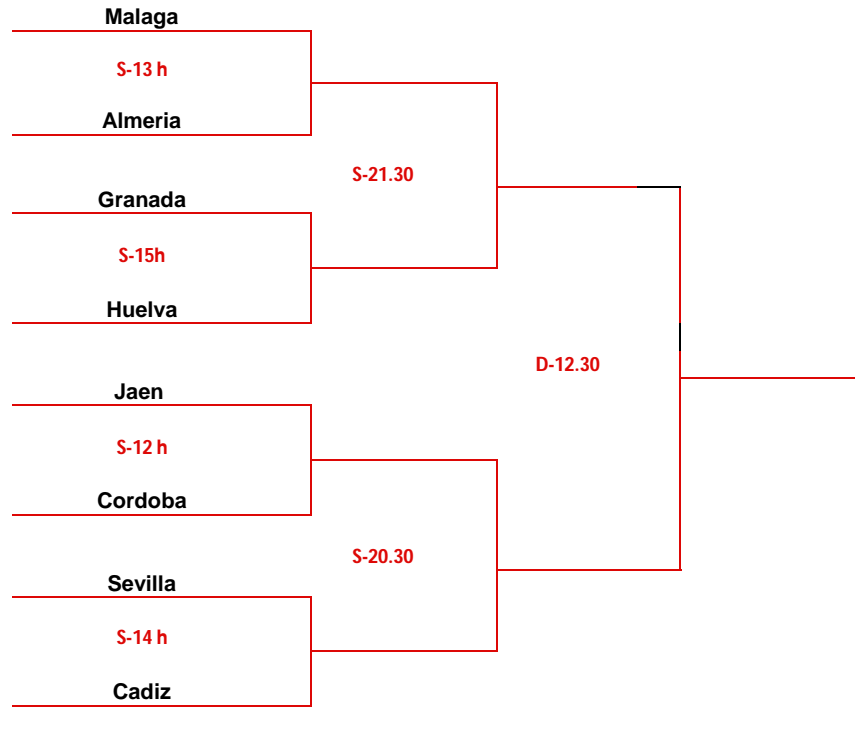 Malaga
S-13 h
Almeria
S-21.30
Granada
S-15h
Huelva
D-12.30
Jaen
S-12 h
Cordoba
S-20.30
Sevilla
S-14 h
Cadiz